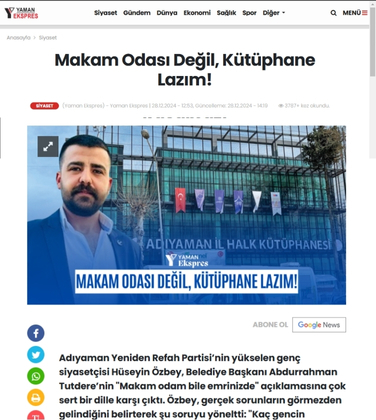 YAMAN
EKSPRES
Siyaset Gündem Dünya Ekonomi Sağlık Spor Diğer
MENÜ
Anasayfa > Siyaset
Makam Odası Değil, Kütüphane
Lazım!
SİYASET (Yaman Ekspres) - Yaman Ekspres | 28.12.2024 - 12:53, Güncelleme: 28.12.2024 - 14:19 2787+ kez okundu.
ADIYAMAN İL HALK KÜTÜPHANESİ
YAMAN
Ekspres
MAKAM ODASI DEĞİL, KÜTÜPHANE LAZIM!
ABONE OL Google News
Adıyaman Yeniden Refah Partisi’nin yükselen genç
siyasetçisi Hüseyin Özbey, Belediye Başkanı Abdurrahman
Tutdere’nin "Makam odam bile emrinizde" açıklamasına çok
sert bir dille karşı çıktı. Özbey, gerçek sorunların görmezden
gelindiğini belirterek şu soruyu yöneltti: "Kaç gencin